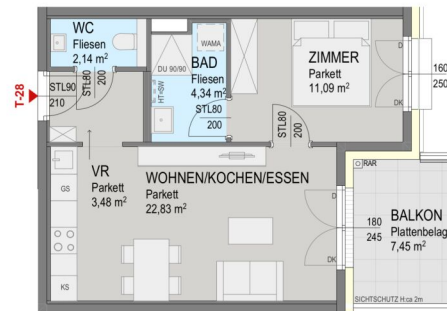 WC
Fliesen
2,14 m²
STL80
200
STL90
210
T-28
DU 90/90
WAMA
HT+SW
BAD
Fliesen
4,34 m²
STL80
200
ZIMMER
Parkett
11,09 m²
D
DK
160
250
STL80
200
VR
Parkett
3,48 m²
WOHNEN/KOCHEN/ESSEN
Parkett
22,83 m²
GS
KS
D
DK
180
245
RAR
BALKON
Plattenbelag
7,45 m²
SICHTSCHUTZ H:ca 2m